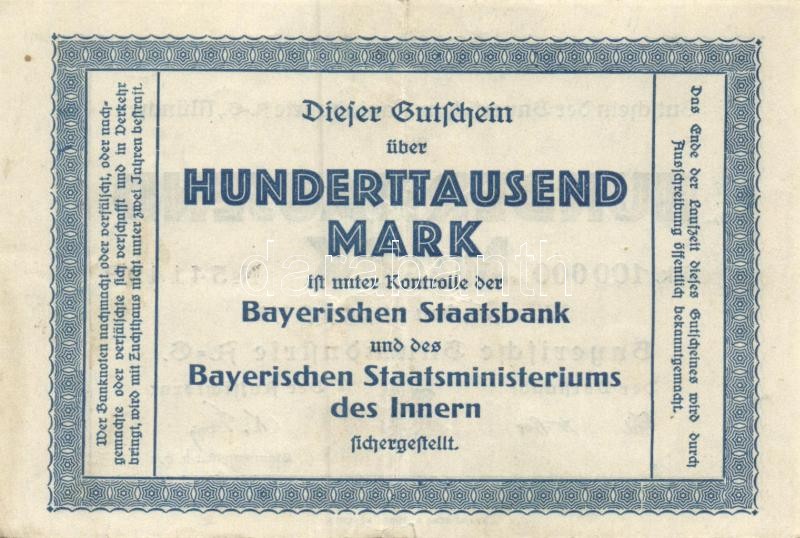 Wer Banknoten nachmacht oder verfälscht, oder nach-
gemachte oder verfälschte sich verschafft und in Verkehr
bringt, wird mit Zuchthaus nicht unter zwei Jahren bestraft.
Dieser Gutschein
über
HUNDERTTAUSEND
MARK
ist unter Kontrolle der
Bayerischen Staatsbank
und des
Bayerischen Staatsministeriums
des Innern
sichergestellt.
Das Ende der Laufzeit dieses Gutscheines wird durch
Ausschreibung öffentlich bekanntgemacht.
darabanth.com